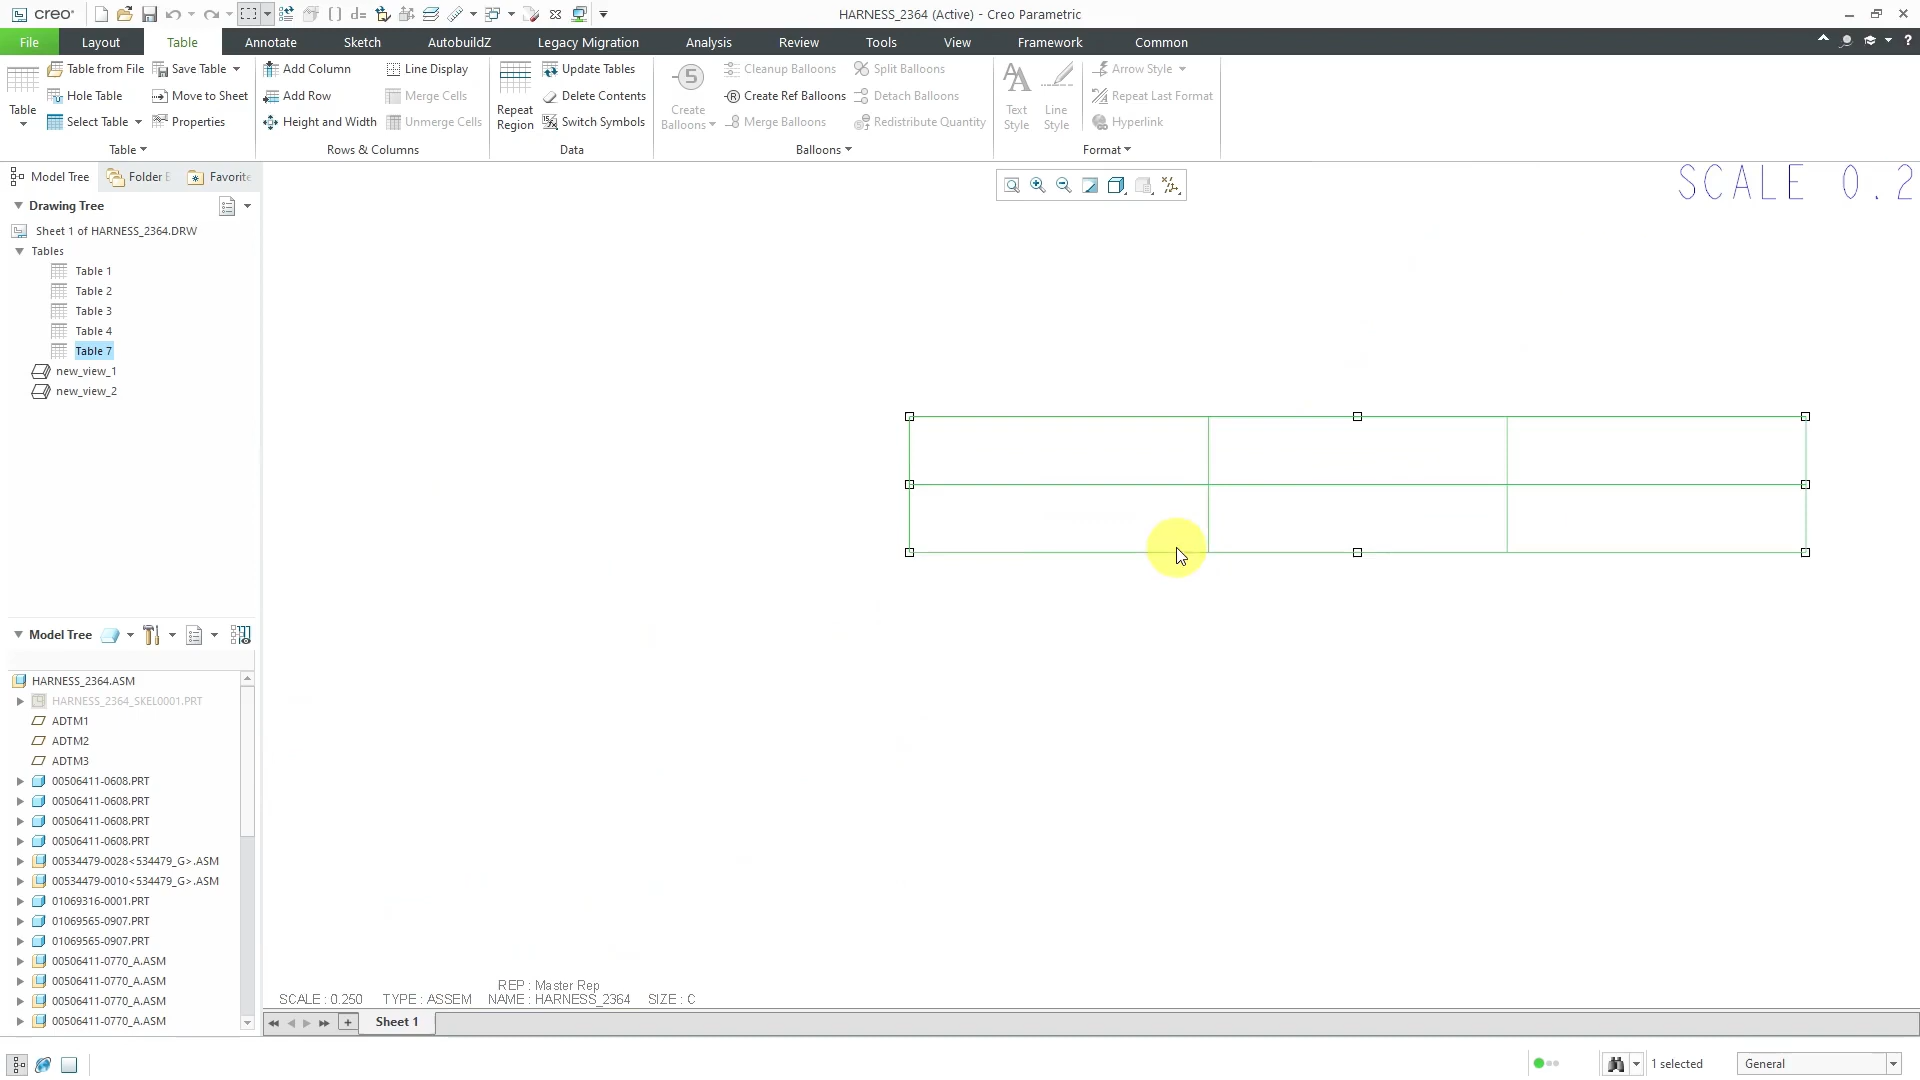 creo
d=
HARNESS_2364 (Active) - Creo Parametric
File
Layout
Table
Annotate
Sketch
AutobuildZ
Legacy Migration
Analysis
Review
Tools
View
Framework
Common
Table
Table from File
Hole Table
Select Table
Save Table
Move to Sheet
Properties
Table
Add Column
Add Row
Height and Width
Line Display
Merge Cells
Unmerge Cells
Rows & Columns
Repeat
Region
Update Tables
Delete Contents
Switch Symbols
Data
5
Create
Balloons
Cleanup Balloons
Create Ref Balloons
Merge Balloons
Split Balloons
Detach Balloons
Redistribute Quantity
Balloons
Text
Style
Line
Style
Arrow Style
Repeat Last Format
Hyperlink
Format
Model Tree
Folder
Favorite
Drawing Tree
Sheet 1 of HARNESS_2364.DRW
Tables
Table 1
Table 2
Table 3
Table 4
Table 7
new_view_1
new_view_2
SCALE 0.2
Model Tree
HARNESS_2364.ASM
HARNESS_2364_SKEL0001.PRT
ADTM1
ADTM2
ADTM3
00506411-0608.PRT
00506411-0608.PRT
00506411-0608.PRT
00506411-0608.PRT
00534479-0028<534479_G>.ASM
00534479-0010<534479_G>.ASM
01069316-0001.PRT
01069565-0907.PRT
01069565-0907.PRT
00506411-0770_A.ASM
00506411-0770_A.ASM
00506411-0770_A.ASM
00506411-0770_A.ASM
REP : Master Rep
SCALE : 0.250 TYPE : ASSEM NAME : HARNESS_2364 SIZE : C
Sheet 1
1 selected
General